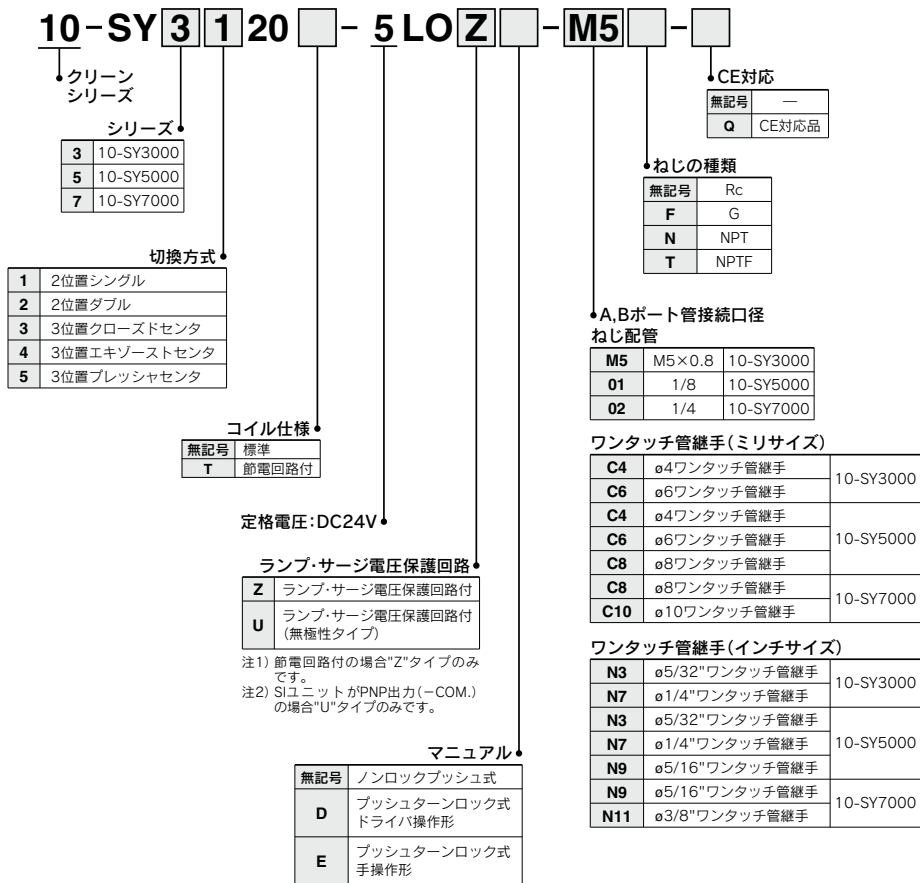 10-SY 3 1 20 □ - 5 LO Z □ - M5 □ - □
クリーン
シリーズ
シリーズ
3 10-SY3000
5 10-SY5000
7 10-SY7000
切換方式
1 2位置シングル
2 2位置ダブル
3 3位置クローズドセンタ
4 3位置エキゾーストセンタ
5 3位置プレッシャセンタ
コイル仕様
無記号 標準
T 節電回路付
定格電圧:DC24V
ランプ・サージ電圧保護回路
Z ランプ・サージ電圧保護回路付
U ランプ・サージ電圧保護回路付
(無極性タイプ)
注1) 節電回路付の場合"Z"タイプのみ
です。
注2) SIユニットがPNP出力(-COM.)
の場合"U"タイプのみです。
マニュアル
無記号 ノンロックプッシュ式
D プッシュターンロック式
ドライバ操作形
E プッシュターンロック式
手操作形
CE対応
無記号 —
Q CE対応品
ねじの種類
無記号 Rc
F G
N NPT
T NPTF
A,Bポート管接続口径
ねじ配管
M5 M5×0.8 10-SY3000
01 1/8 10-SY5000
02 1/4 10-SY7000
ワンタッチ管継手(ミリサイズ)
C4 ø4ワンタッチ管継手 10-SY3000
C6 ø6ワンタッチ管継手
C4 ø4ワンタッチ管継手
C6 ø6ワンタッチ管継手 10-SY5000
C8 ø8ワンタッチ管継手
C8 ø8ワンタッチ管継手 10-SY7000
C10 ø10ワンタッチ管継手
ワンタッチ管継手(インチサイズ)
N3 ø5/32"ワンタッチ管継手 10-SY3000
N7 ø1/4"ワンタッチ管継手
N3 ø5/32"ワンタッチ管継手
N7 ø1/4"ワンタッチ管継手 10-SY5000
N9 ø5/16"ワンタッチ管継手
N9 ø5/16"ワンタッチ管継手 10-SY7000
N11 ø3/8"ワンタッチ管継手